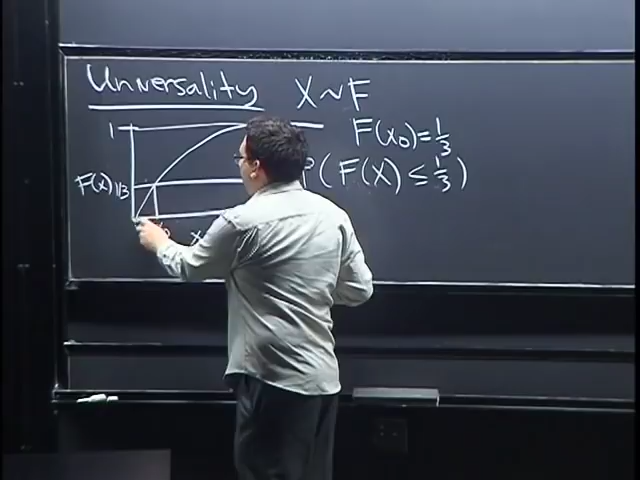 Universality X ~ F
1
F(x₀) = 1/3
P(F(X) ≤ 1/3)
F(x) 1/3
x